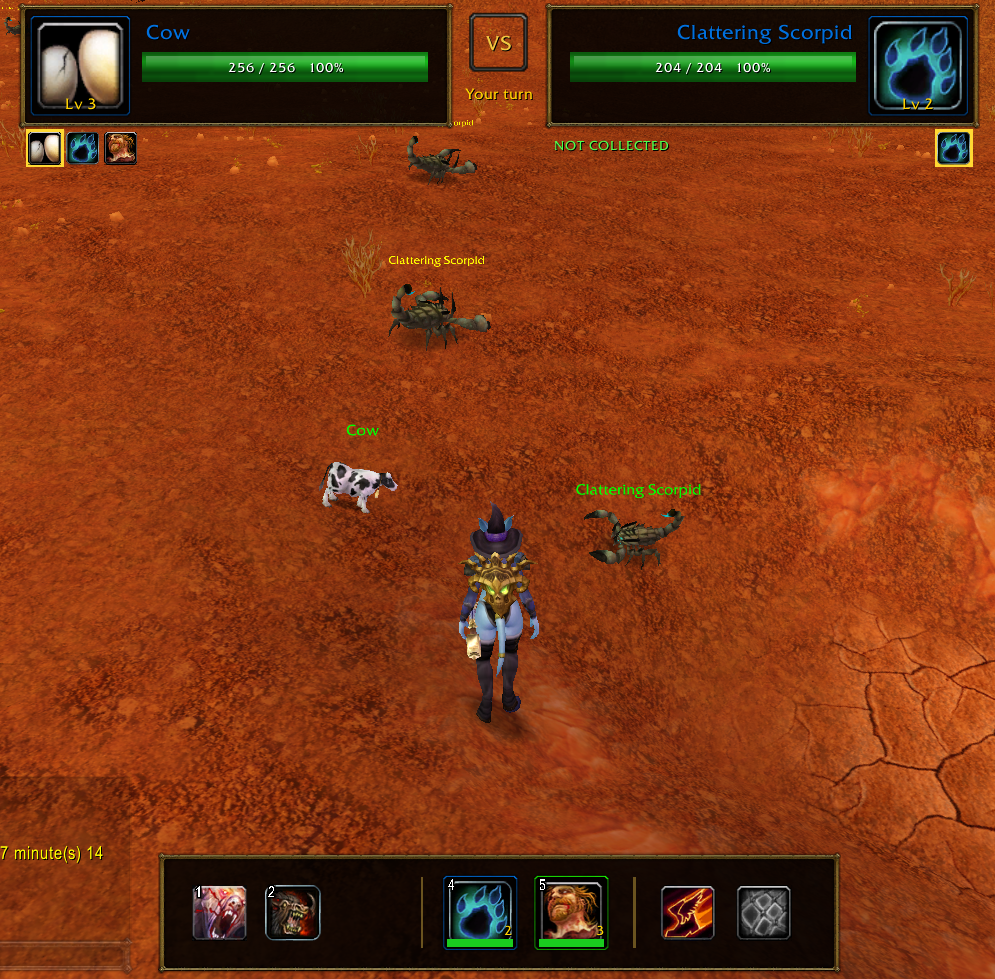 Cow
256 / 256 100%
Lv 3
VS
Your turn
Clattering Scorpid
204 / 204 100%
Lv 2
NOT COLLECTED
Clattering Scorpid
Cow
Clattering Scorpid
7 minute(s) 14
1
2
4
2
5
3